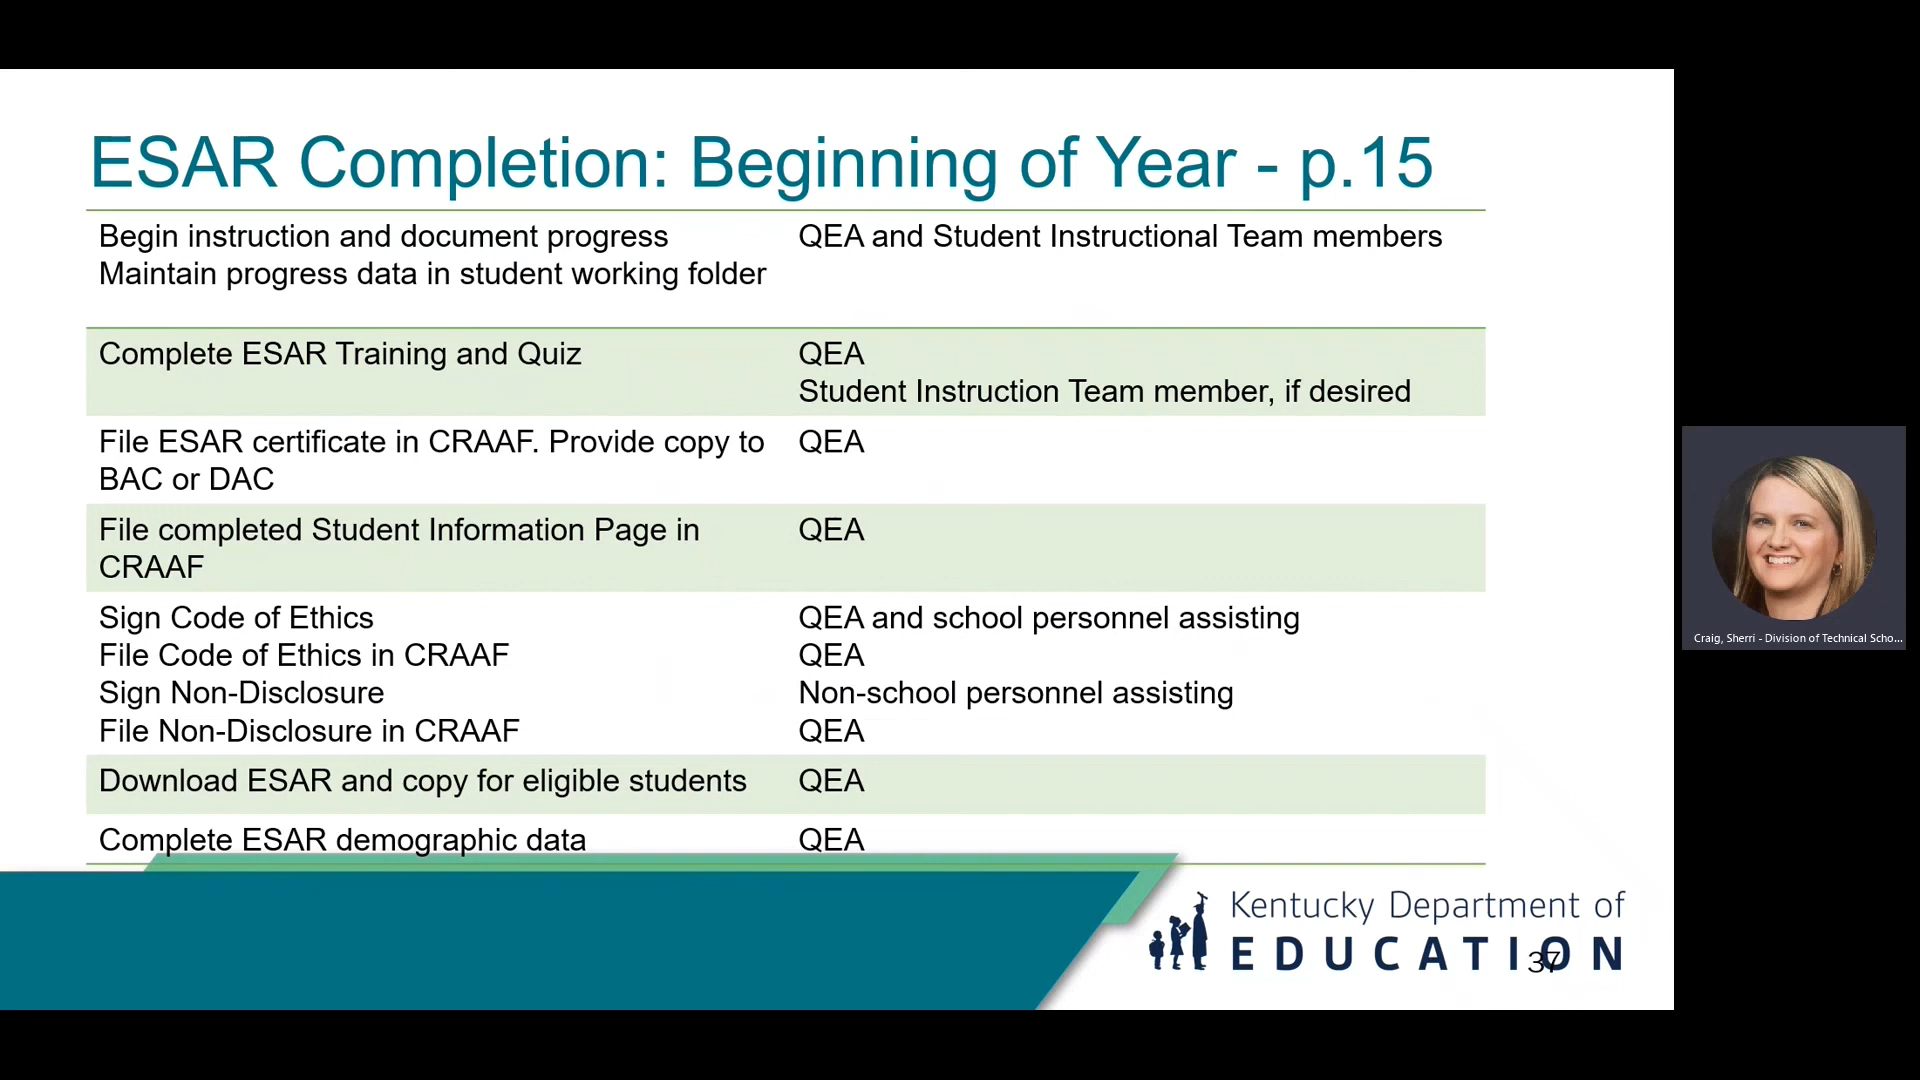 ESAR Completion: Beginning of Year - p.15
Begin instruction and document progress
Maintain progress data in student working folder
QEA and Student Instructional Team members
Complete ESAR Training and Quiz
QEA
Student Instruction Team member, if desired
File ESAR certificate in CRAAF. Provide copy to
BAC or DAC
QEA
File completed Student Information Page in
CRAAF
QEA
Sign Code of Ethics
QEA and school personnel assisting
File Code of Ethics in CRAAF
QEA
Sign Non-Disclosure
Non-school personnel assisting
File Non-Disclosure in CRAAF
QEA
Download ESAR and copy for eligible students
QEA
Complete ESAR demographic data
QEA
Kentucky Department of
EDUCATION
37
Craig, Sherri - Division of Technical Scho...